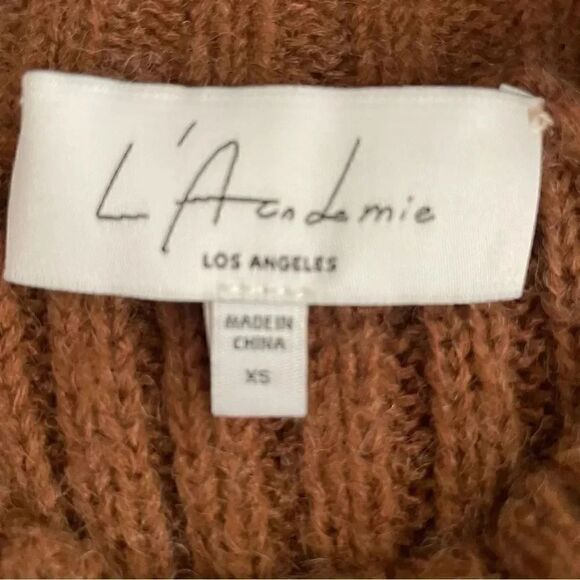 L'Academie
LOS ANGELES
MADE IN
CHINA
XS